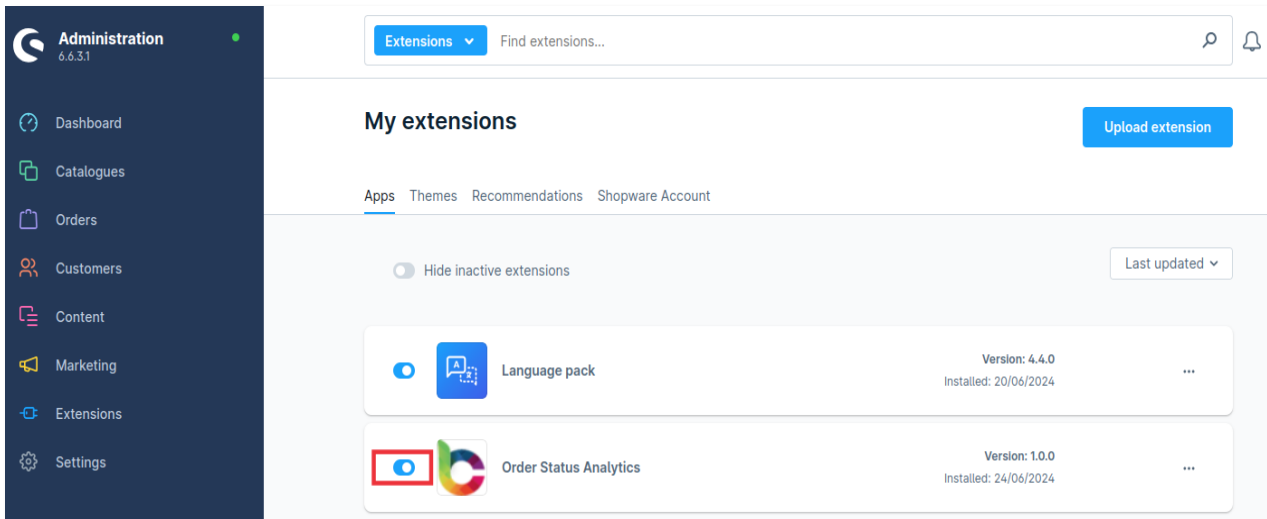 Administration
6.6.3.1
Dashboard
Catalogues
Orders
Customers
Content
Marketing
Extensions
Settings
Extensions
Find extensions...
My extensions
Upload extension
Apps Themes Recommendations Shopware Account
Hide inactive extensions
Last updated
Language pack
Version: 4.4.0
Installed: 20/06/2024
Order Status Analytics
Version: 1.0.0
Installed: 24/06/2024